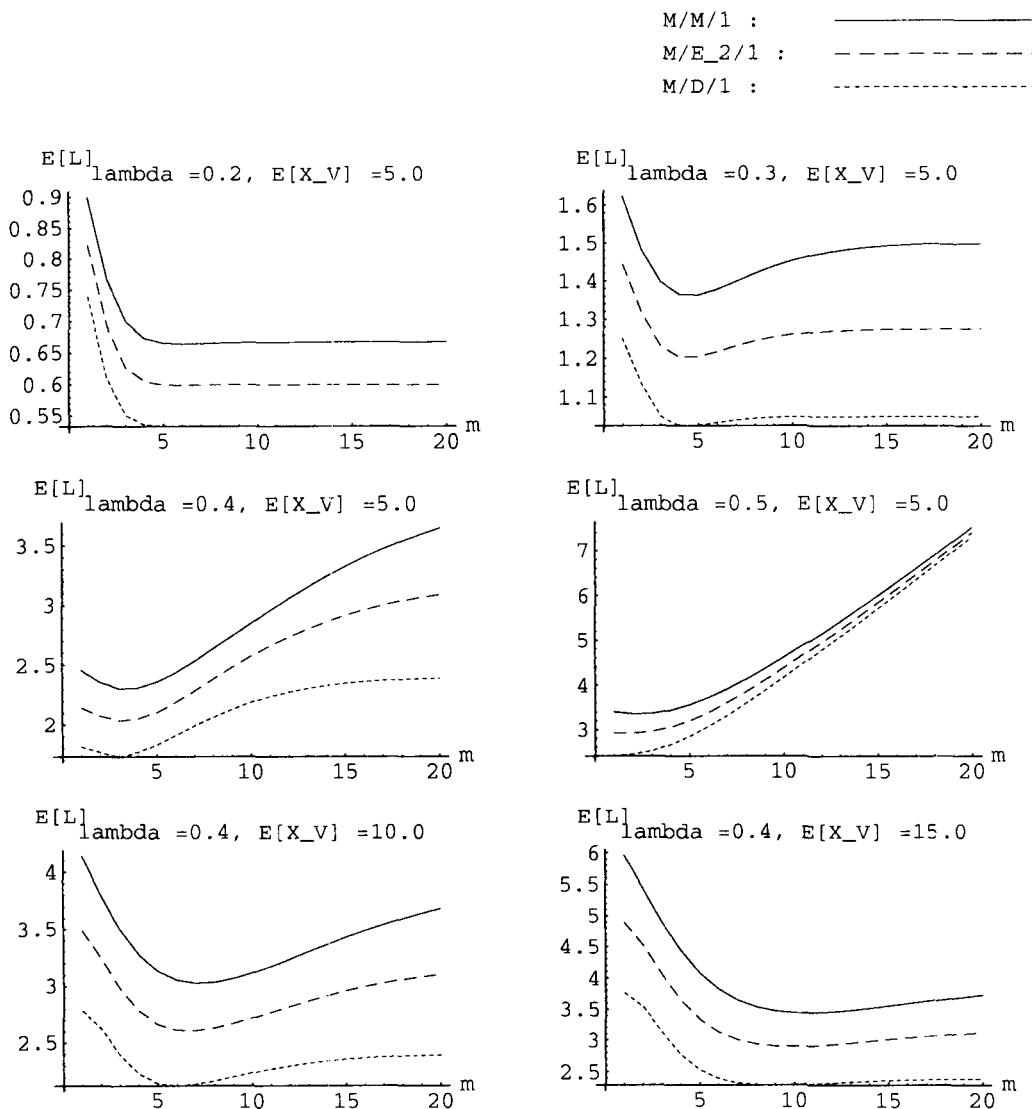 M/M/1 :
M/E_2/1 :
M/D/1 :
E[L]
lambda =0.2, E[X_V] =5.0
0.9
0.85
0.8
0.75
0.7
0.65
0.6
0.55
5 10 15 20 m
E[L]
lambda =0.3, E[X_V] =5.0
1.6
1.5
1.4
1.3
1.2
1.1
5 10 15 20 m
E[L]
lambda =0.4, E[X_V] =5.0
3.5
3
2.5
2
5 10 15 20 m
E[L]
lambda =0.5, E[X_V] =5.0
7
6
5
4
3
5 10 15 20 m
E[L]
lambda =0.4, E[X_V] =10.0
4
3.5
3
2.5
5 10 15 20 m
E[L]
lambda =0.4, E[X_V] =15.0
6
5.5
5
4.5
4
3.5
3
2.5
5 10 15 20 m